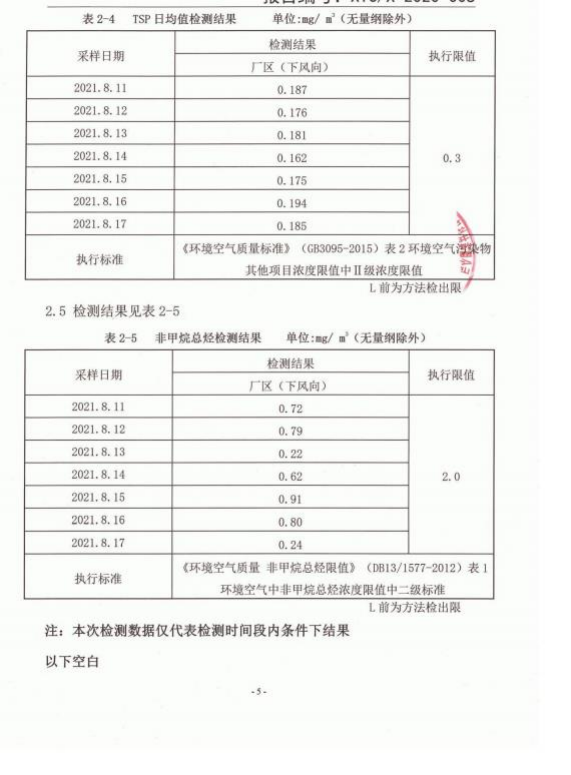 表 2-4 TSP 日均值检测结果 单位:mg/ m³（无量纲除外）
采样日期 检测结果 执行限值
厂区（下风向）
2021.8.11 0.187
2021.8.12 0.176
2021.8.13 0.181
2021.8.14 0.162 0.3
2021.8.15 0.175
2021.8.16 0.194
2021.8.17 0.185
执行标准 《环境空气质量标准》（GB3095-2015）表 2 环境空气污染物
其他项目浓度限值中Ⅱ级浓度限值
L 前为方法检出限
2.5 检测结果见表 2-5
表 2-5 非甲烷总烃检测结果 单位:mg/ m³（无量纲除外）
采样日期 检测结果 执行限值
厂区（下风向）
2021.8.11 0.72
2021.8.12 0.79
2021.8.13 0.22
2021.8.14 0.62 2.0
2021.8.15 0.91
2021.8.16 0.80
2021.8.17 0.24
执行标准 《环境空气质量 非甲烷总烃限值》（DB13/1577-2012）表 1
环境空气中非甲烷总烃浓度限值中二级标准
L 前为方法检出限
注：本次检测数据仅代表检测时间段内条件下结果
以下空白
-5-